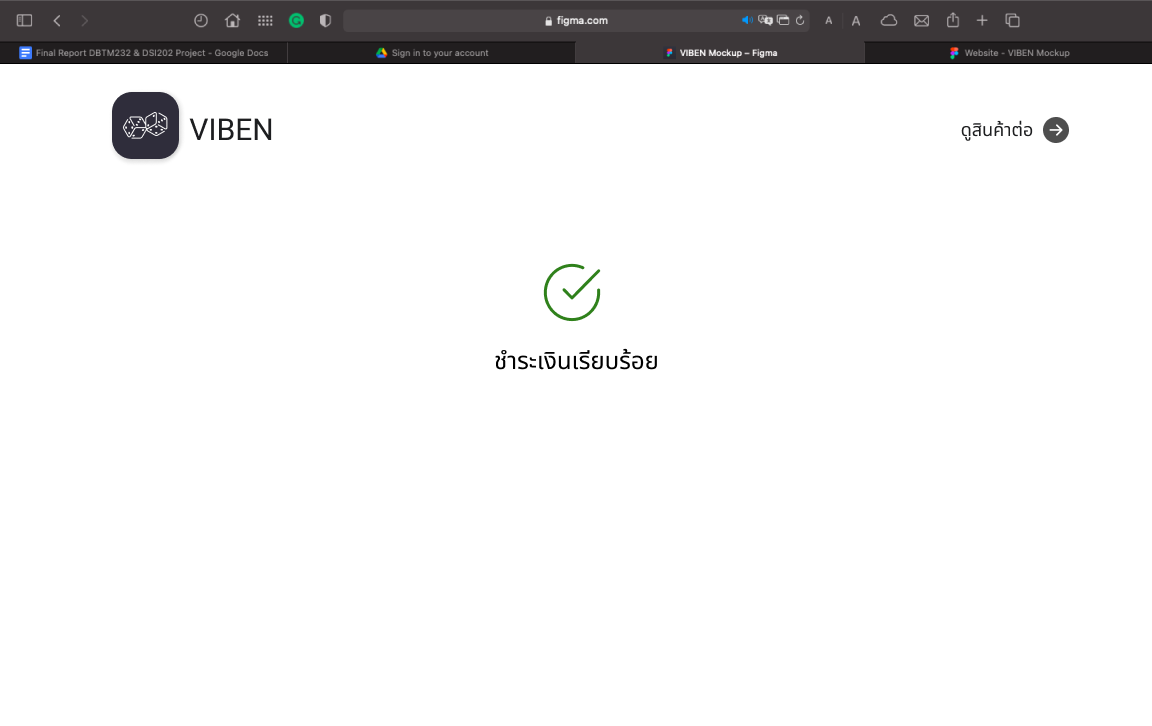 figma.com
A A
Final Report DBTM232 & DSI202 Project - Google Docs
Sign in to your account
VIBEN Mockup – Figma
Website - VIBEN Mockup
VIBEN
ดูสินค้าต่อ
ชำระเงินเรียบร้อย